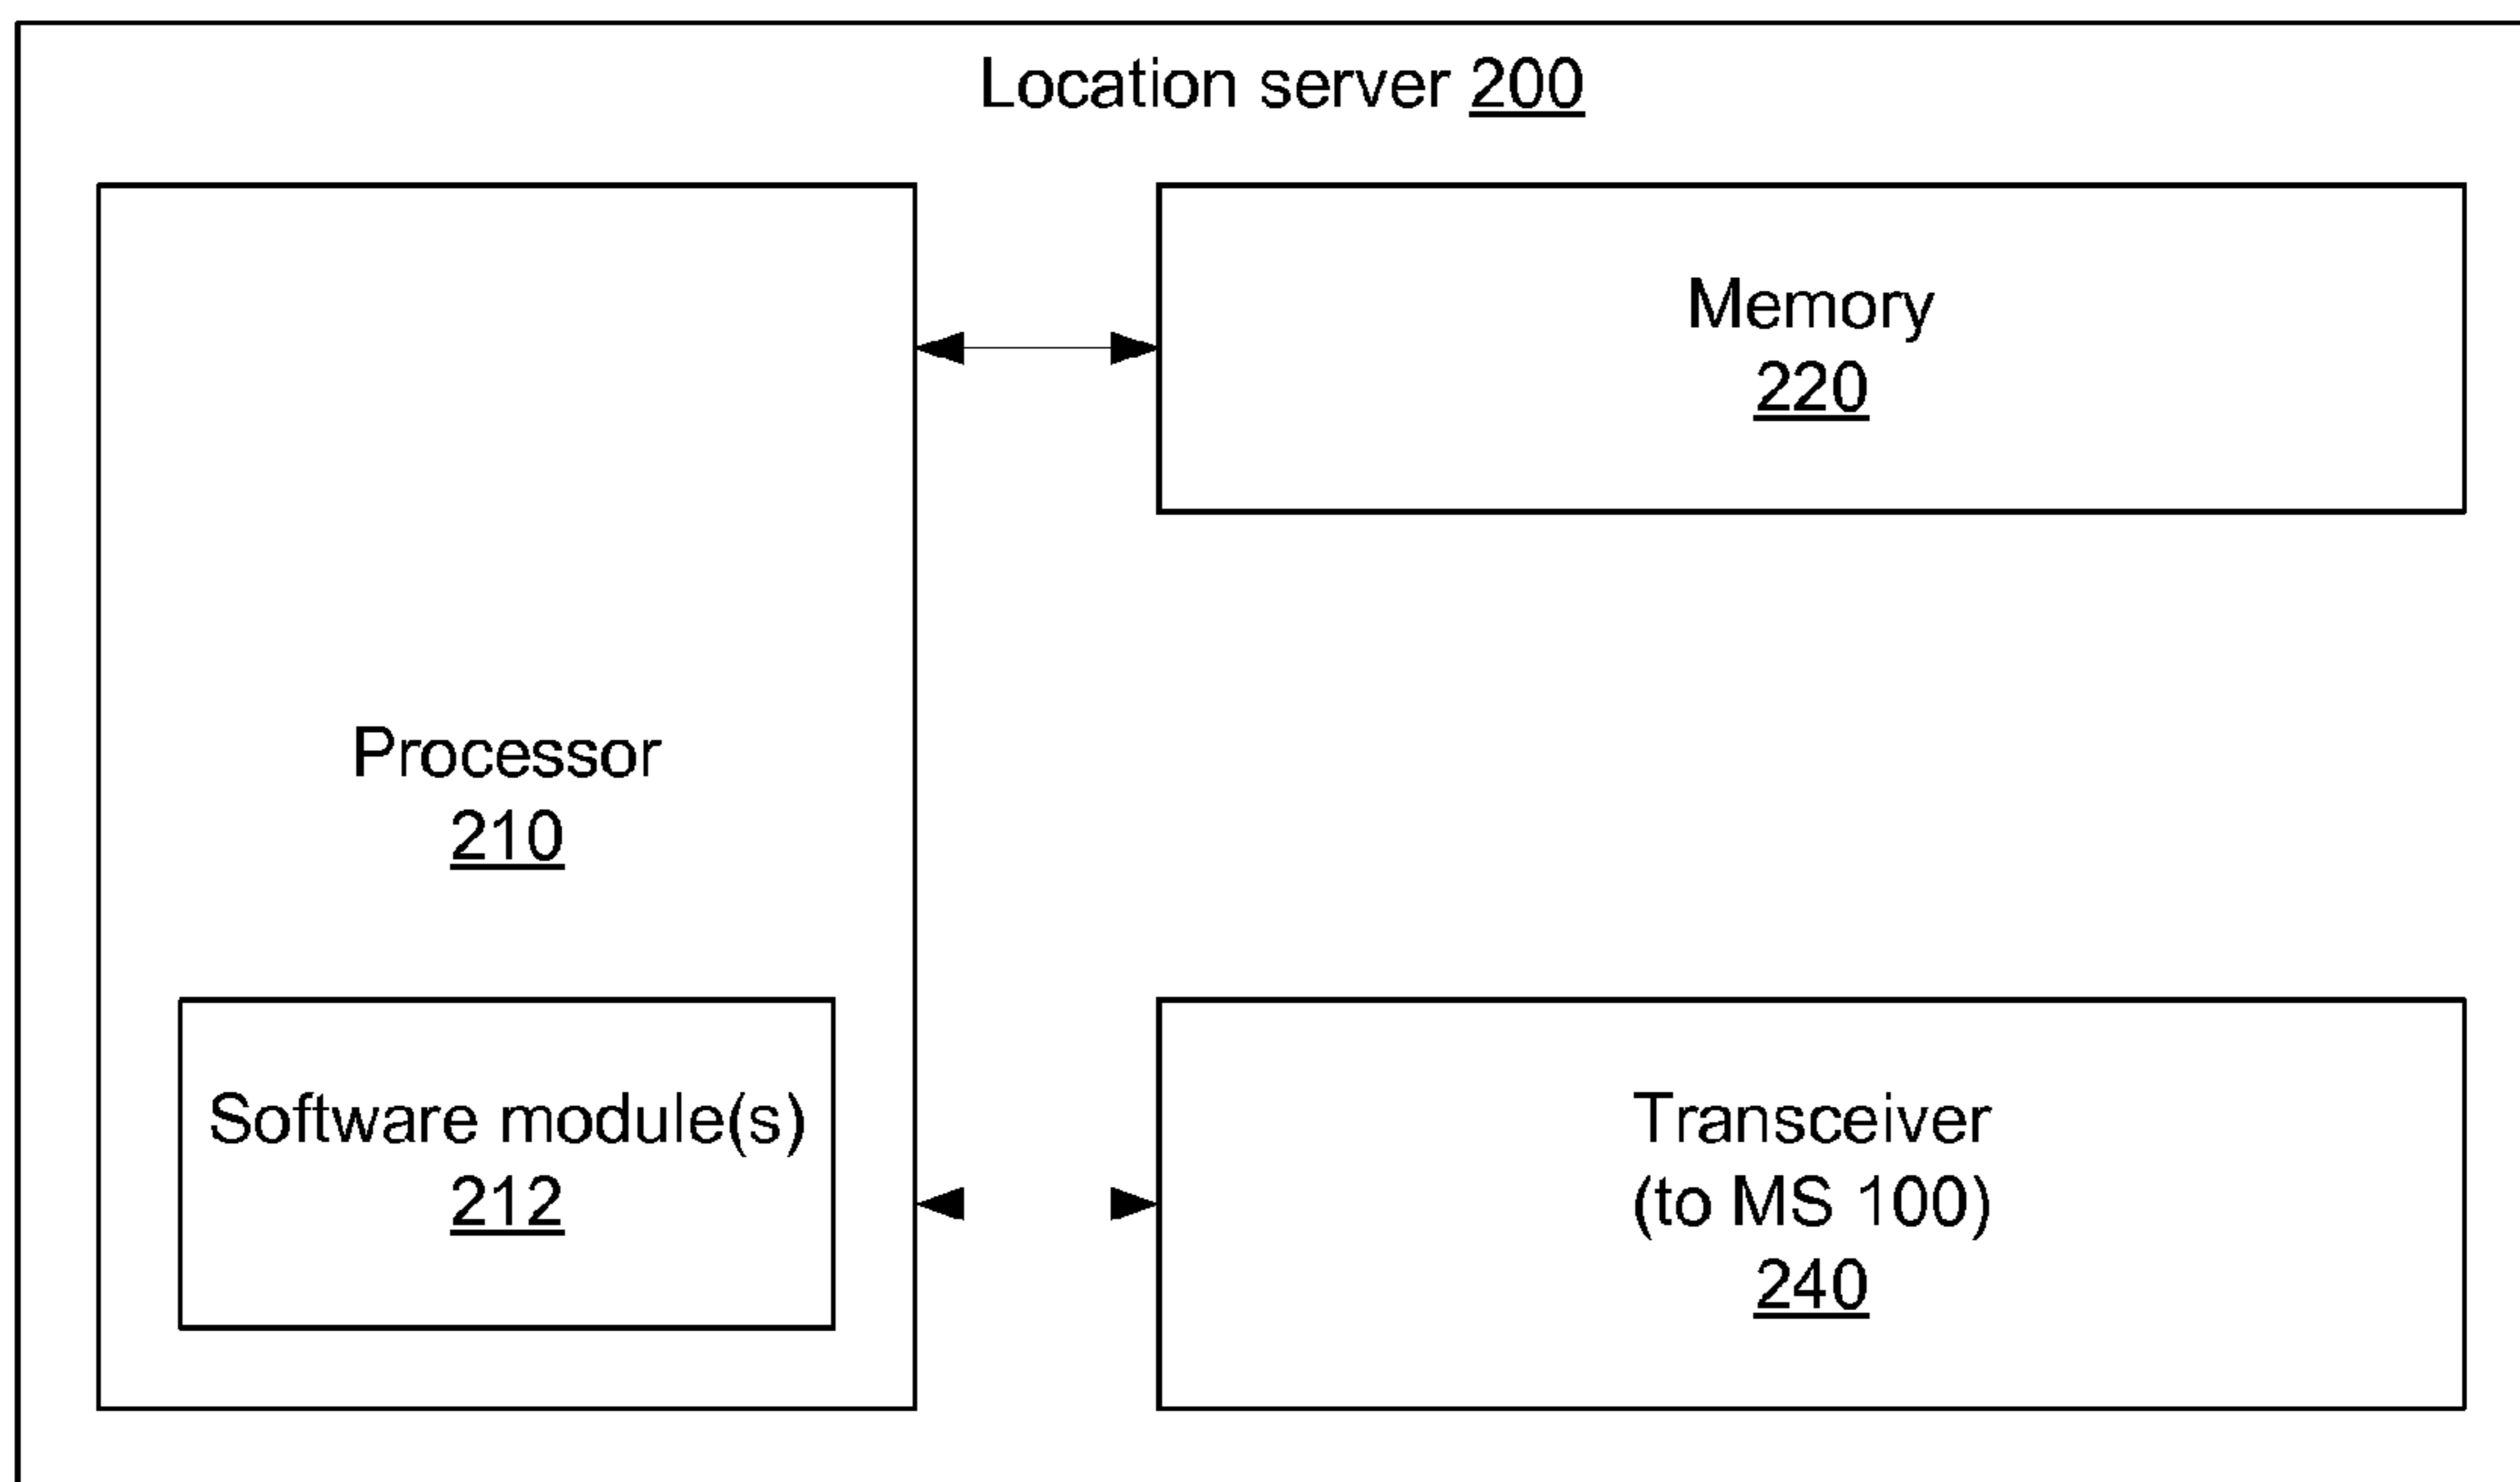 Location server 200
Memory
220
Processor
210
Software module(s)
212
Transceiver
(to MS 100)
240